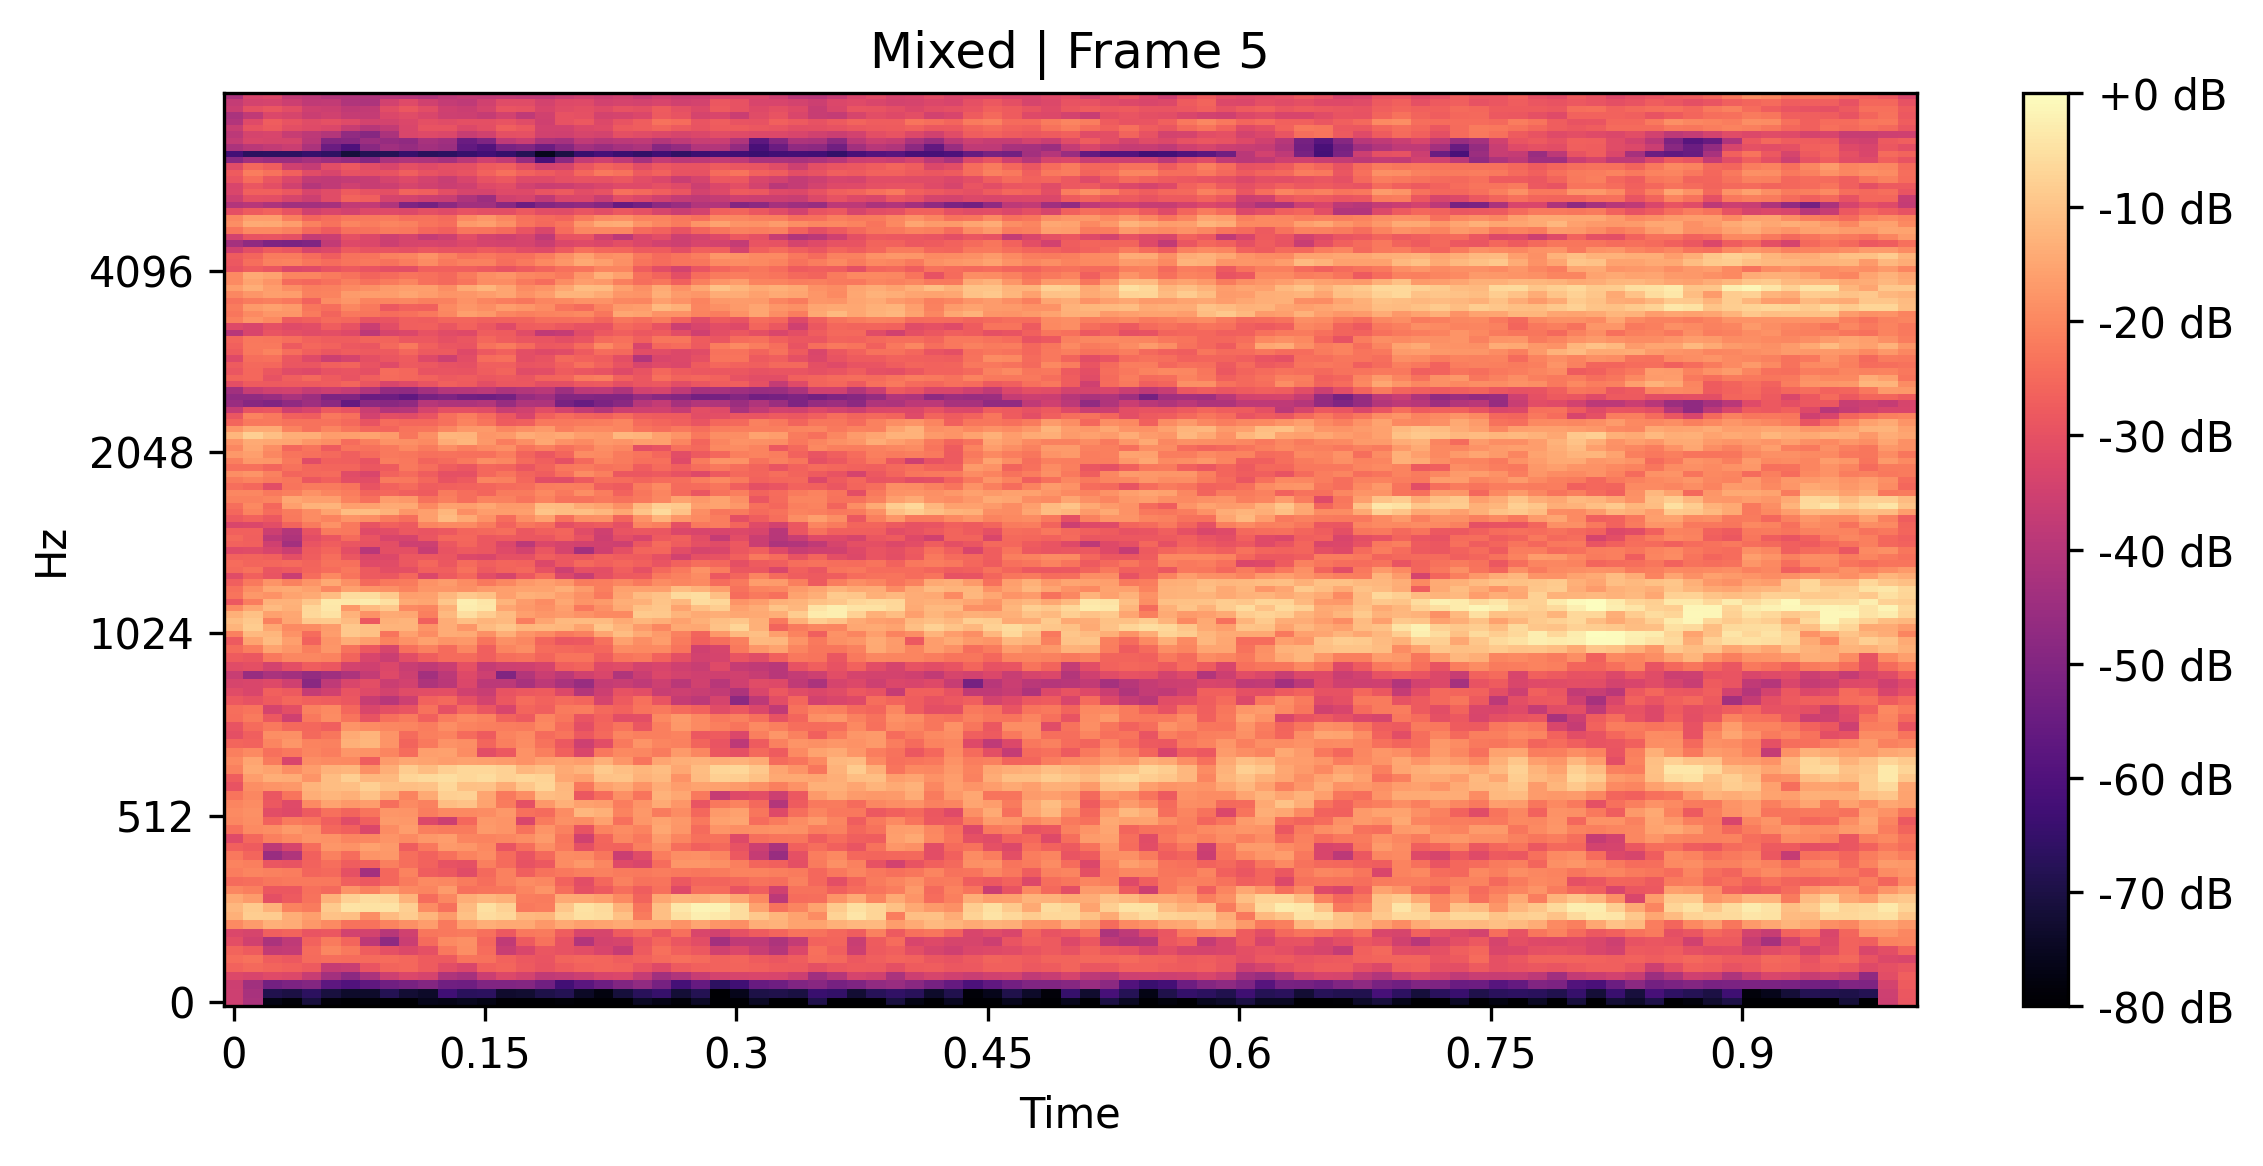 Mixed | Frame 5
Hz
4096
2048
1024
512
0
0 0.15 0.3 0.45 0.6 0.75 0.9
Time
+0 dB
-10 dB
-20 dB
-30 dB
-40 dB
-50 dB
-60 dB
-70 dB
-80 dB